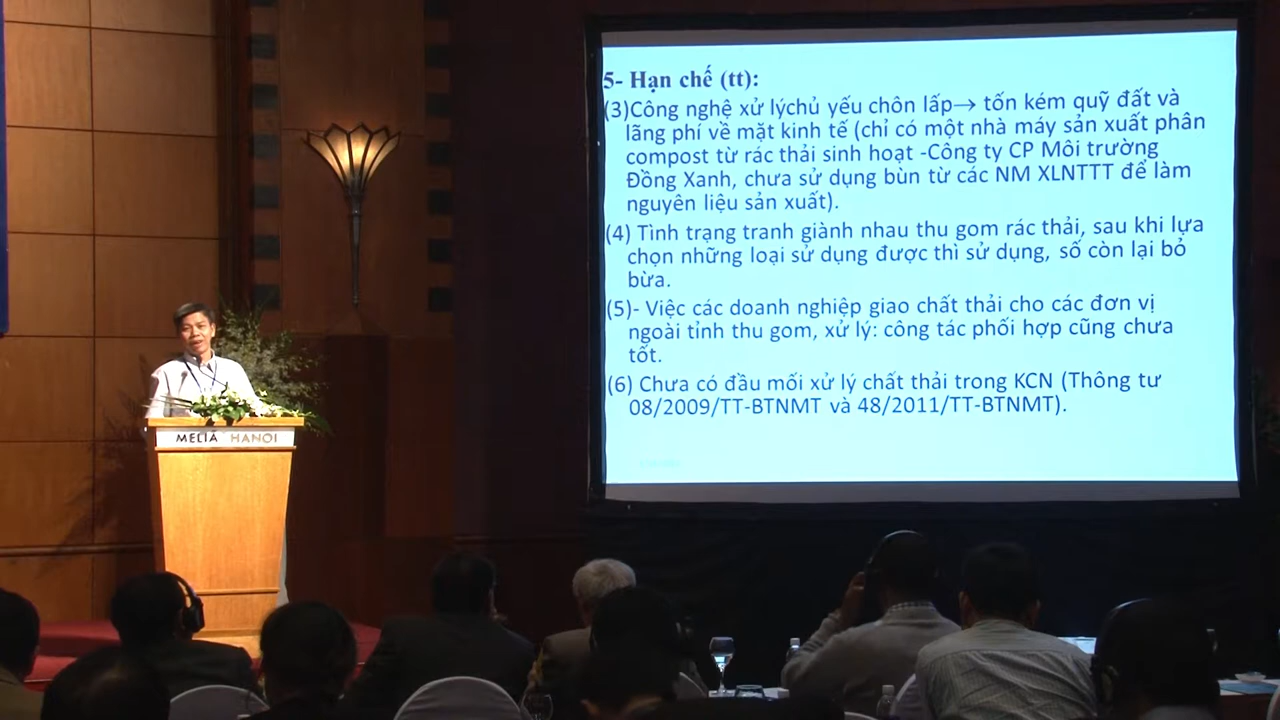 5- Hạn chế (tt):
(3)Công nghệ xử lýchủ yếu chôn lấp→ tốn kém quỹ đất và
lãng phí về mặt kinh tế (chỉ có một nhà máy sản xuất phân
compost từ rác thải sinh hoạt -Công ty CP Môi trường
Đồng Xanh, chưa sử dụng bùn từ các NM XLNTTT để làm
nguyên liệu sản xuất).
(4) Tình trạng tranh giành nhau thu gom rác thải, sau khi lựa
chọn những loại sử dụng được thì sử dụng, số còn lại bỏ
bừa.
(5)- Việc các doanh nghiệp giao chất thải cho các đơn vị
ngoài tỉnh thu gom, xử lý: công tác phối hợp cũng chưa
tốt.
(6) Chưa có đầu mối xử lý chất thải trong KCN (Thông tư
08/2009/TT-BTNMT và 48/2011/TT-BTNMT).
MELIÃ HANOI